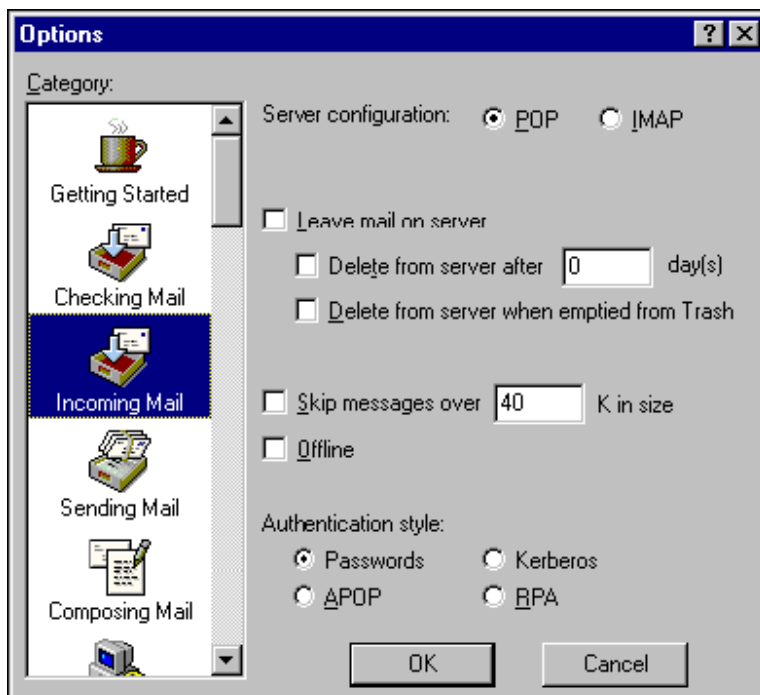 Options
Category:
Getting Started
Checking Mail
Incoming Mail
Sending Mail
Composing Mail
Server configuration: POP IMAP
Leave mail on server
Delete from server after 0 day(s)
Delete from server when emptied from Trash
Skip messages over 40 K in size
Offline
Authentication style:
Passwords Kerberos
APOP RPA
OK Cancel